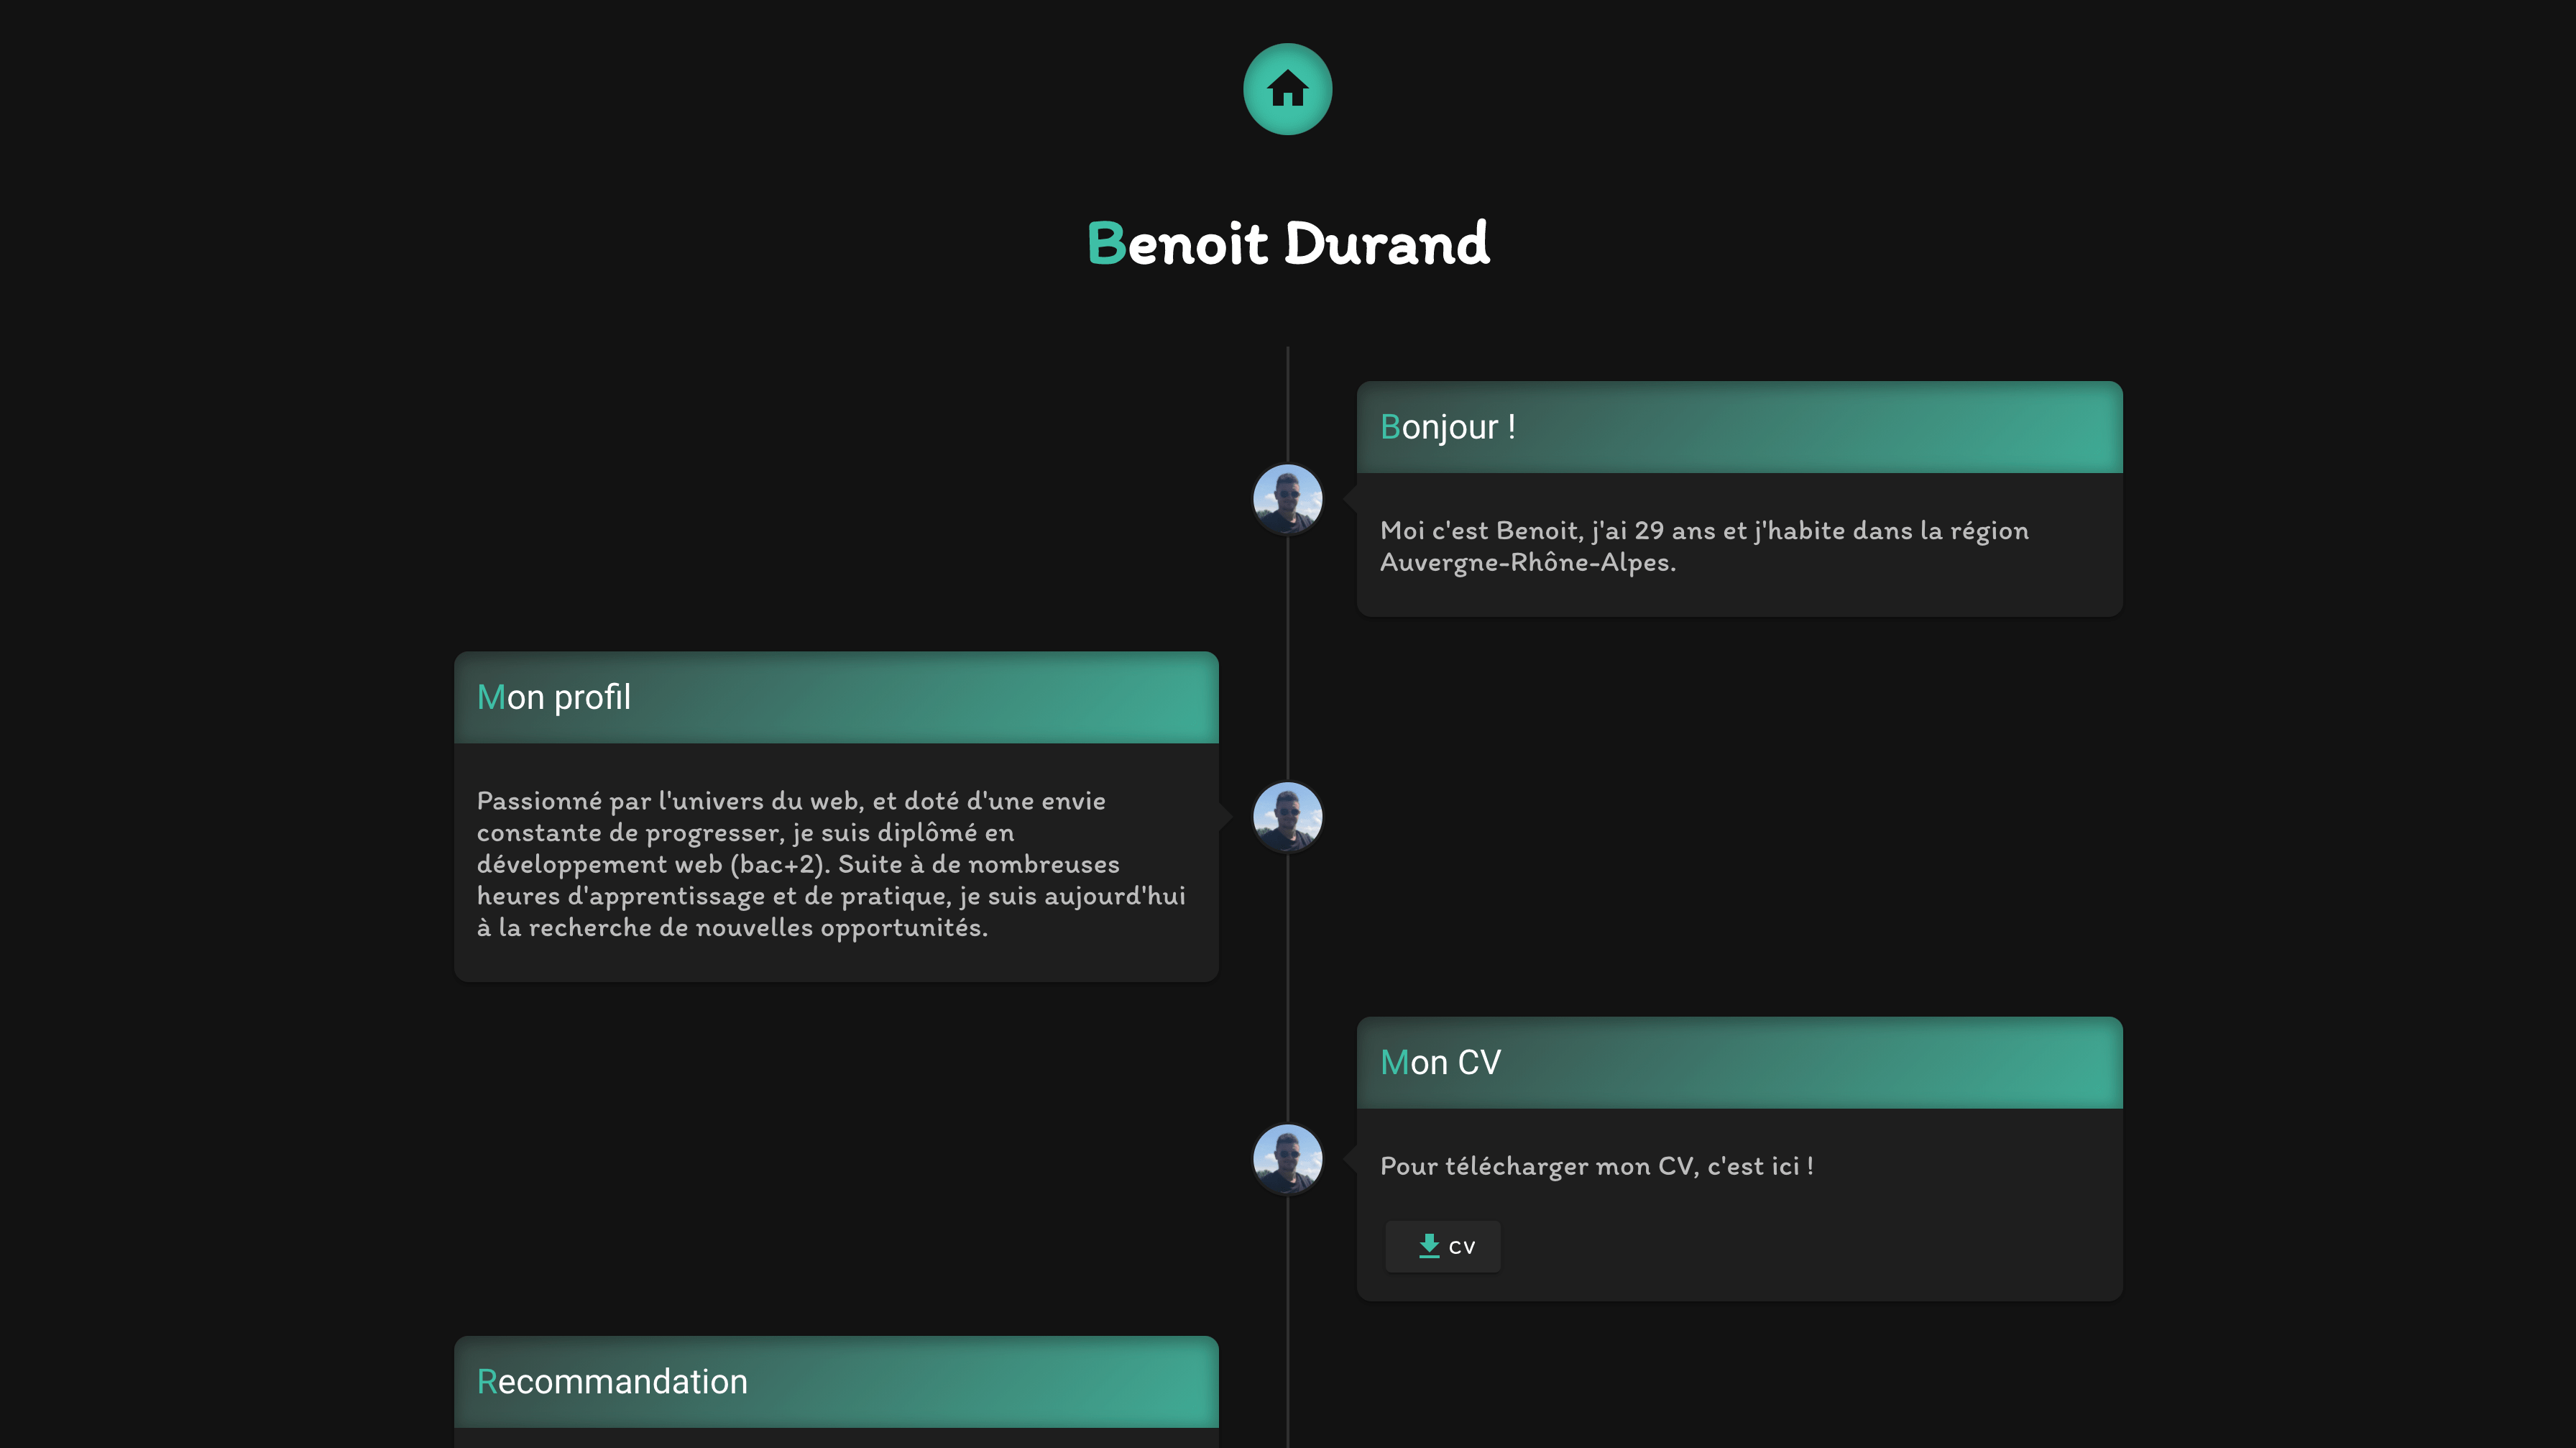 Benoit Durand
Bonjour !
Moi c'est Benoit, j'ai 29 ans et j'habite dans la région
Auvergne-Rhône-Alpes.
Mon profil
Passionné par l'univers du web, et doté d'une envie
constante de progresser, je suis diplômé en
développement web (bac+2). Suite à de nombreuses
heures d'apprentissage et de pratique, je suis aujourd'hui
à la recherche de nouvelles opportunités.
Mon CV
Pour télécharger mon CV, c'est ici !
CV
Recommandation